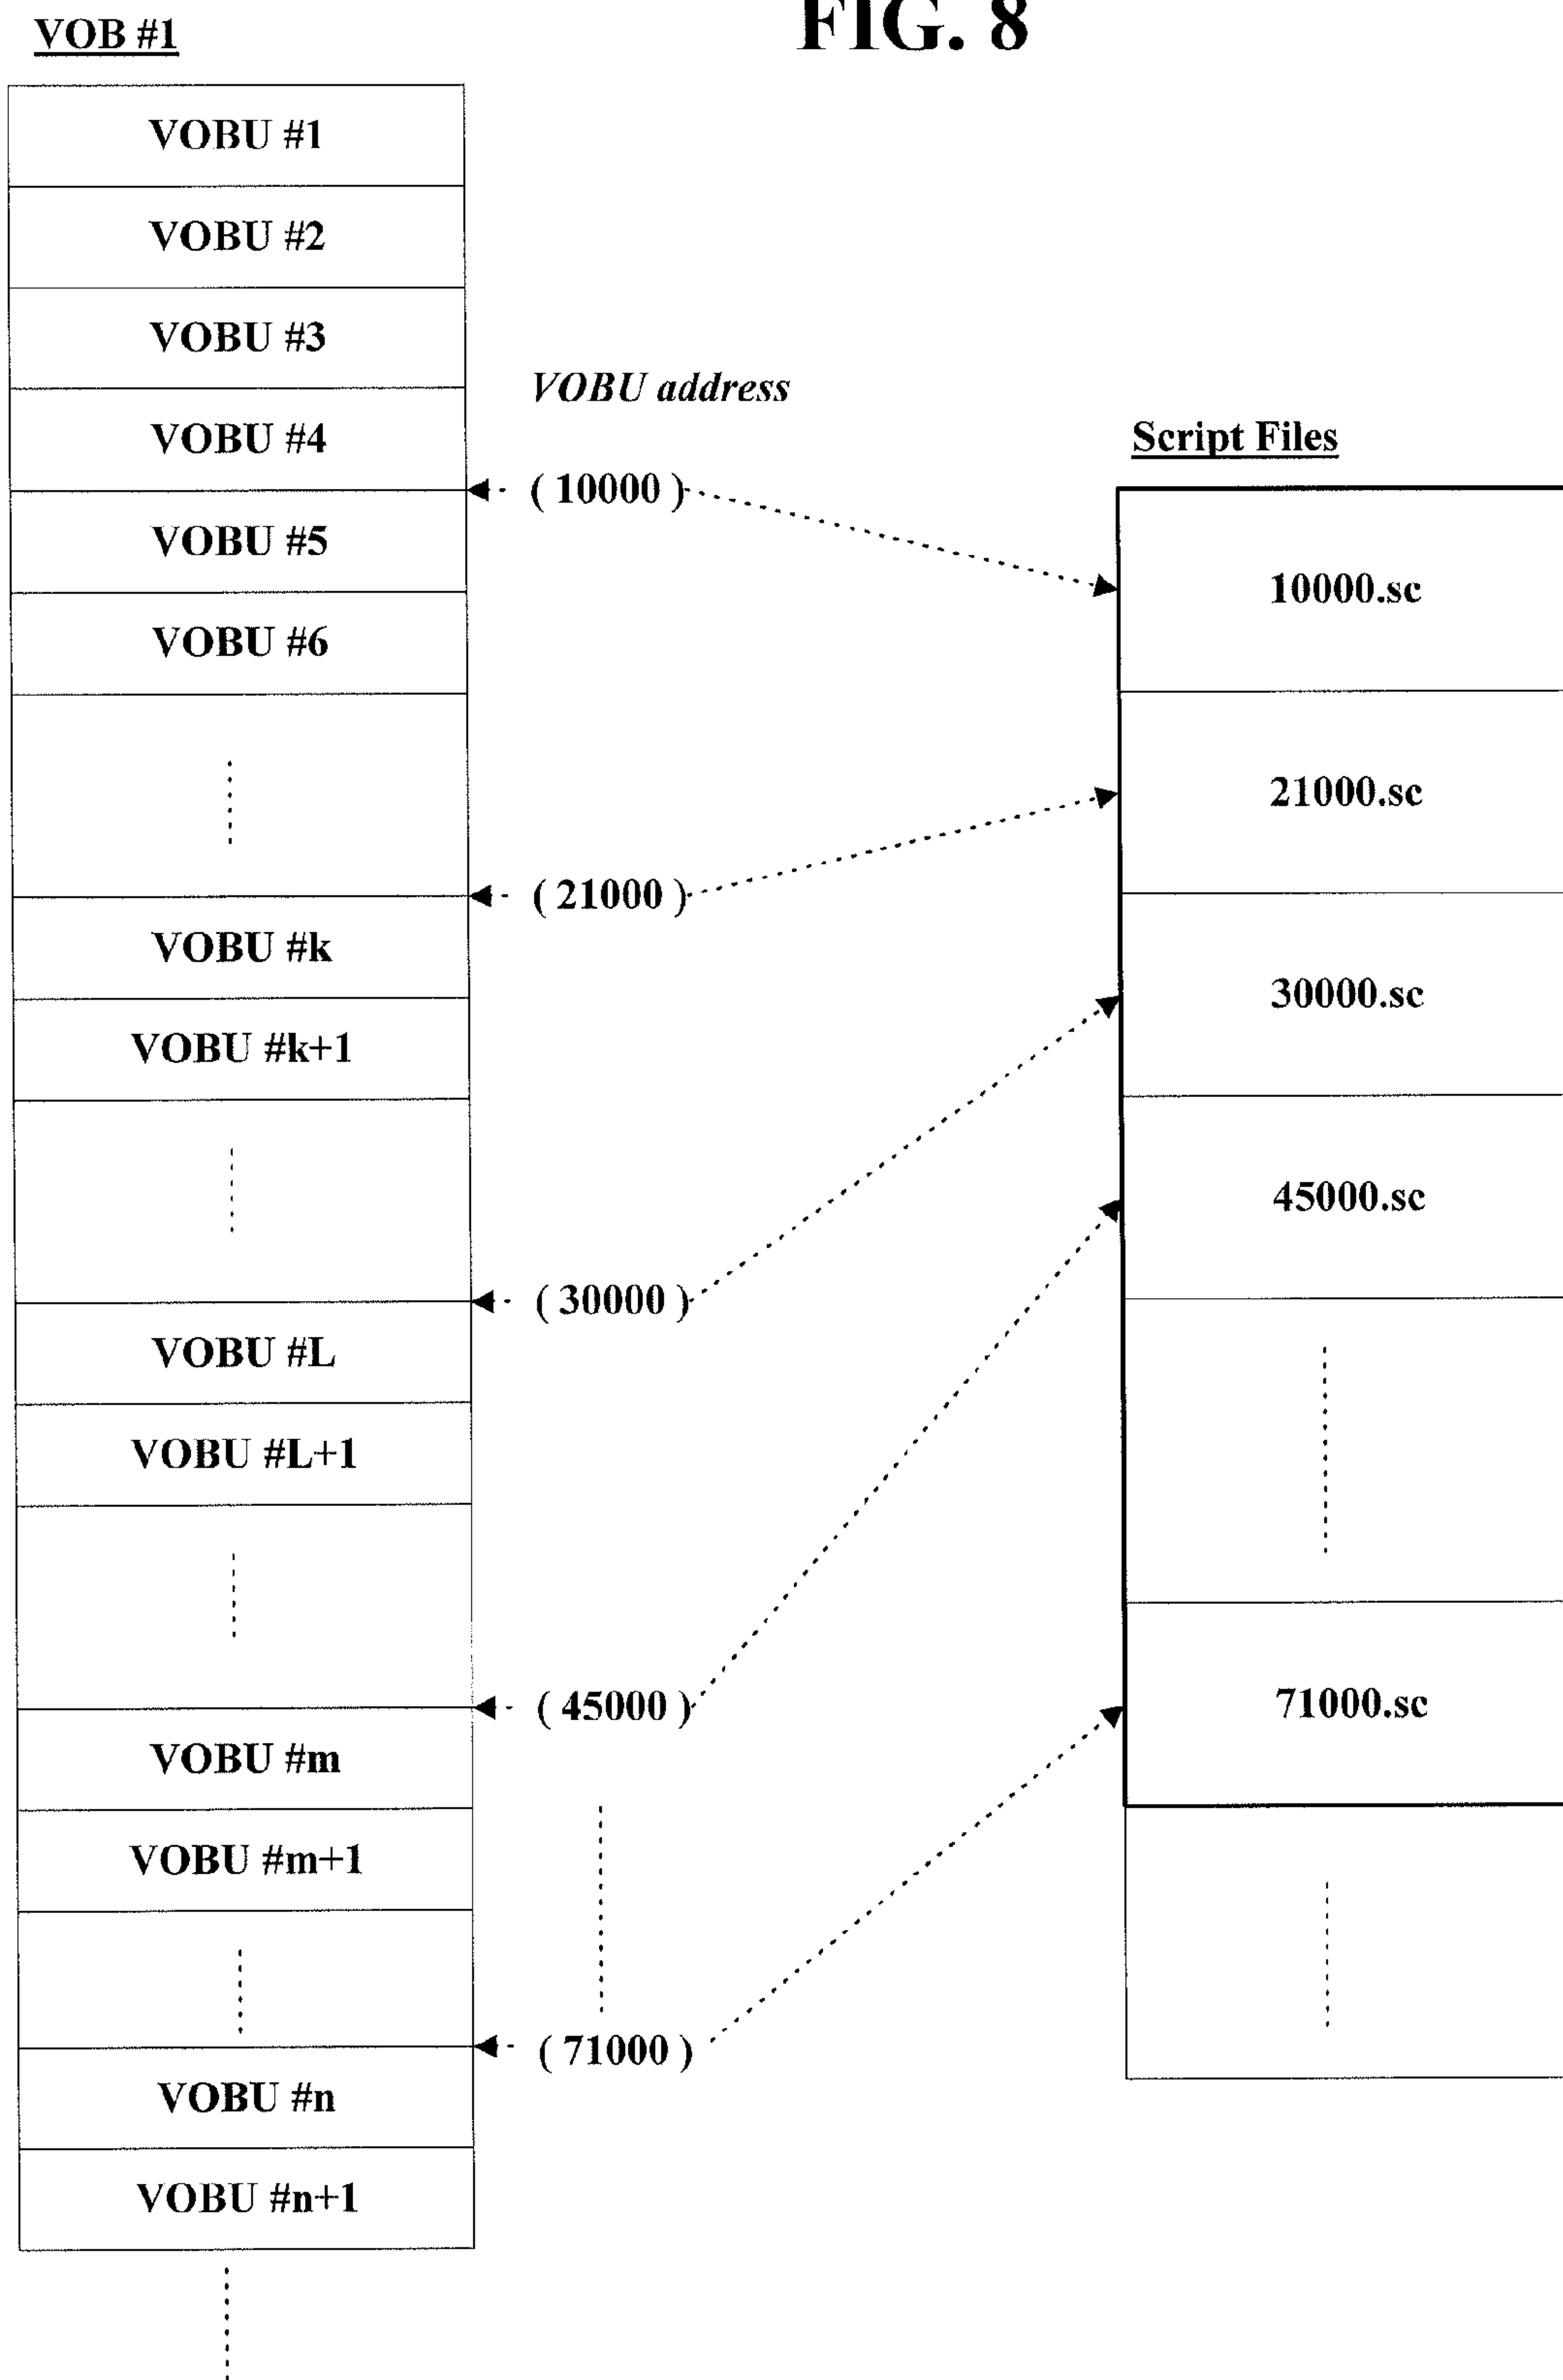 FIG. 8
VOB #1
VOBU #1
VOBU #2
VOBU #3
VOBU #4
VOBU #5
VOBU #6
VOBU #k
VOBU #k+1
VOBU #L
VOBU #L+1
VOBU #m
VOBU #m+1
VOBU #n
VOBU #n+1
VOBU address
( 10000 )
( 21000 )
( 30000 )
( 45000 )
( 71000 )
Script Files
10000.sc
21000.sc
30000.sc
45000.sc
71000.sc